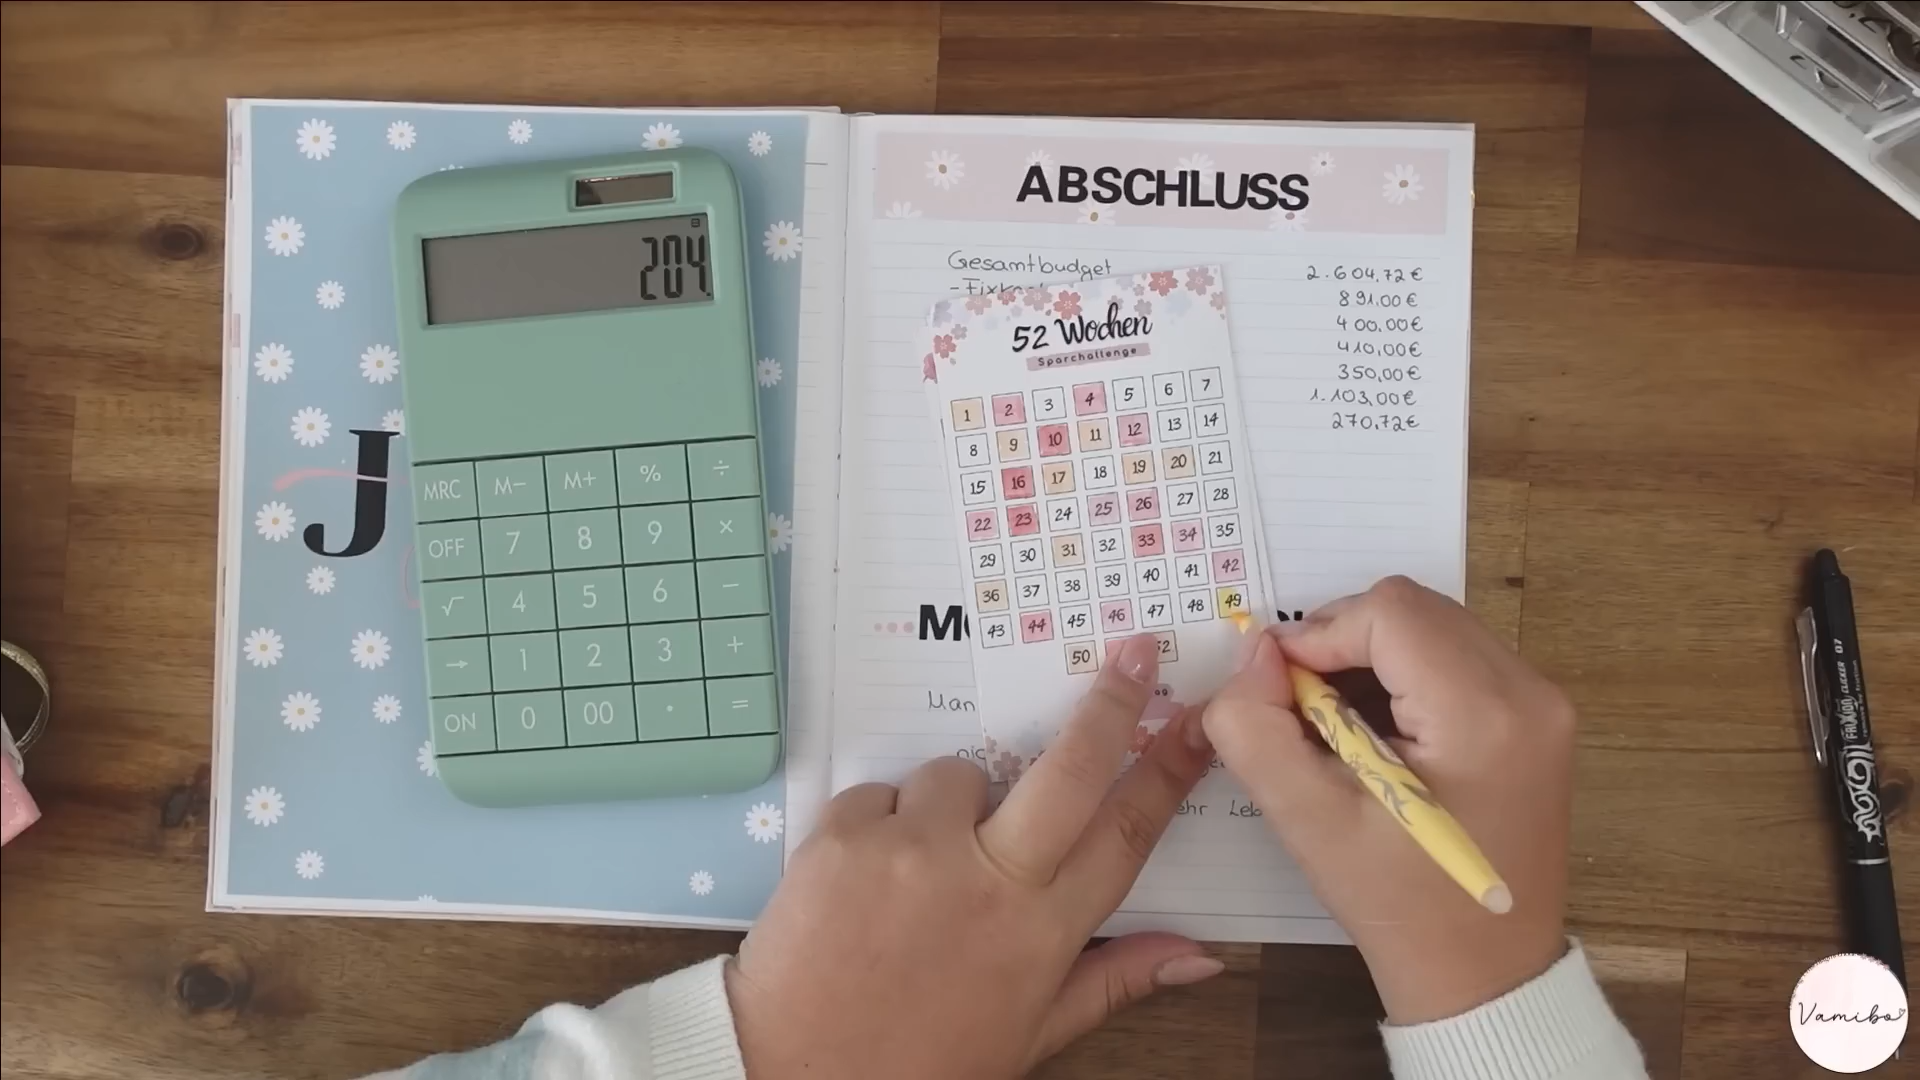 ABSCHLUSS
Gesamtbudget 2.604,72€
891,00€
400,00€
410,00€
350,00€
1.103,00€
270,72€
52 Wochen
Sparchallenge
1 2 3 4 5 6 7
8 9 10 11 12 13 14
15 16 17 18 19 20 21
22 23 24 25 26 27 28
29 30 31 32 33 34 35
36 37 38 39 40 41 42
43 44 45 46 47 48 49
50
204.
MRC M− M+ % ÷
OFF 7 8 9 ×
√ 4 5 6 −
→ 1 2 3 +
ON 0 00 . =
J
FRIXION CLICKER 07
Vamibo